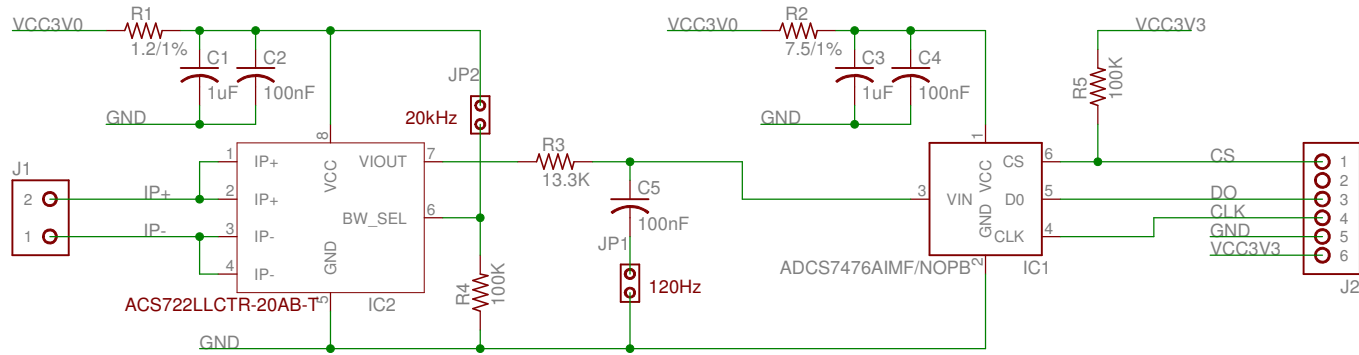 VCC3V0
R1
1.2/1%
C1
1uF
C2
100nF
GND
JP2
20kHz
8
VCC
J1
2
1
IP+
IP-
1
IP+
2
IP+
3
IP-
4
IP-
VIOUT
7
BW_SEL
6
GND
5
ACS722LLCTR-20AB-T
IC2
R3
13.3K
R4
100K
C5
100nF
JP1
120Hz
GND
VCC3V0
R2
7.5/1%
C3
1uF
C4
100nF
GND
VCC3V3
R5
100K
1
VCC
3
VIN
CS
6
D0
5
CLK
4
GND
2
ADCS7476AIMF/NOPB
IC1
CS
DO
CLK
GND
VCC3V3
1
2
3
4
5
6
J2